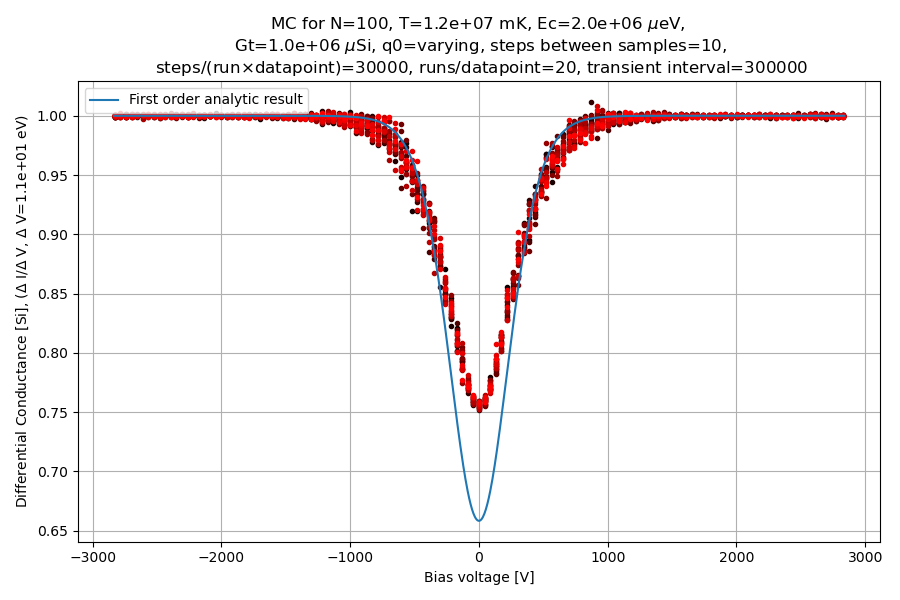 MC for N=100, T=1.2e+07 mK, Ec=2.0e+06 μeV,
Gt=1.0e+06 μSi, q0=varying, steps between samples=10,
steps/(run×datapoint)=30000, runs/datapoint=20, transient interval=300000
First order analytic result
Differential Conductance [Si], (Δ I/Δ V, Δ V=1.1e+01 eV)
1.00
0.95
0.90
0.85
0.80
0.75
0.70
0.65
−3000 −2000 −1000 0 1000 2000 3000
Bias voltage [V]